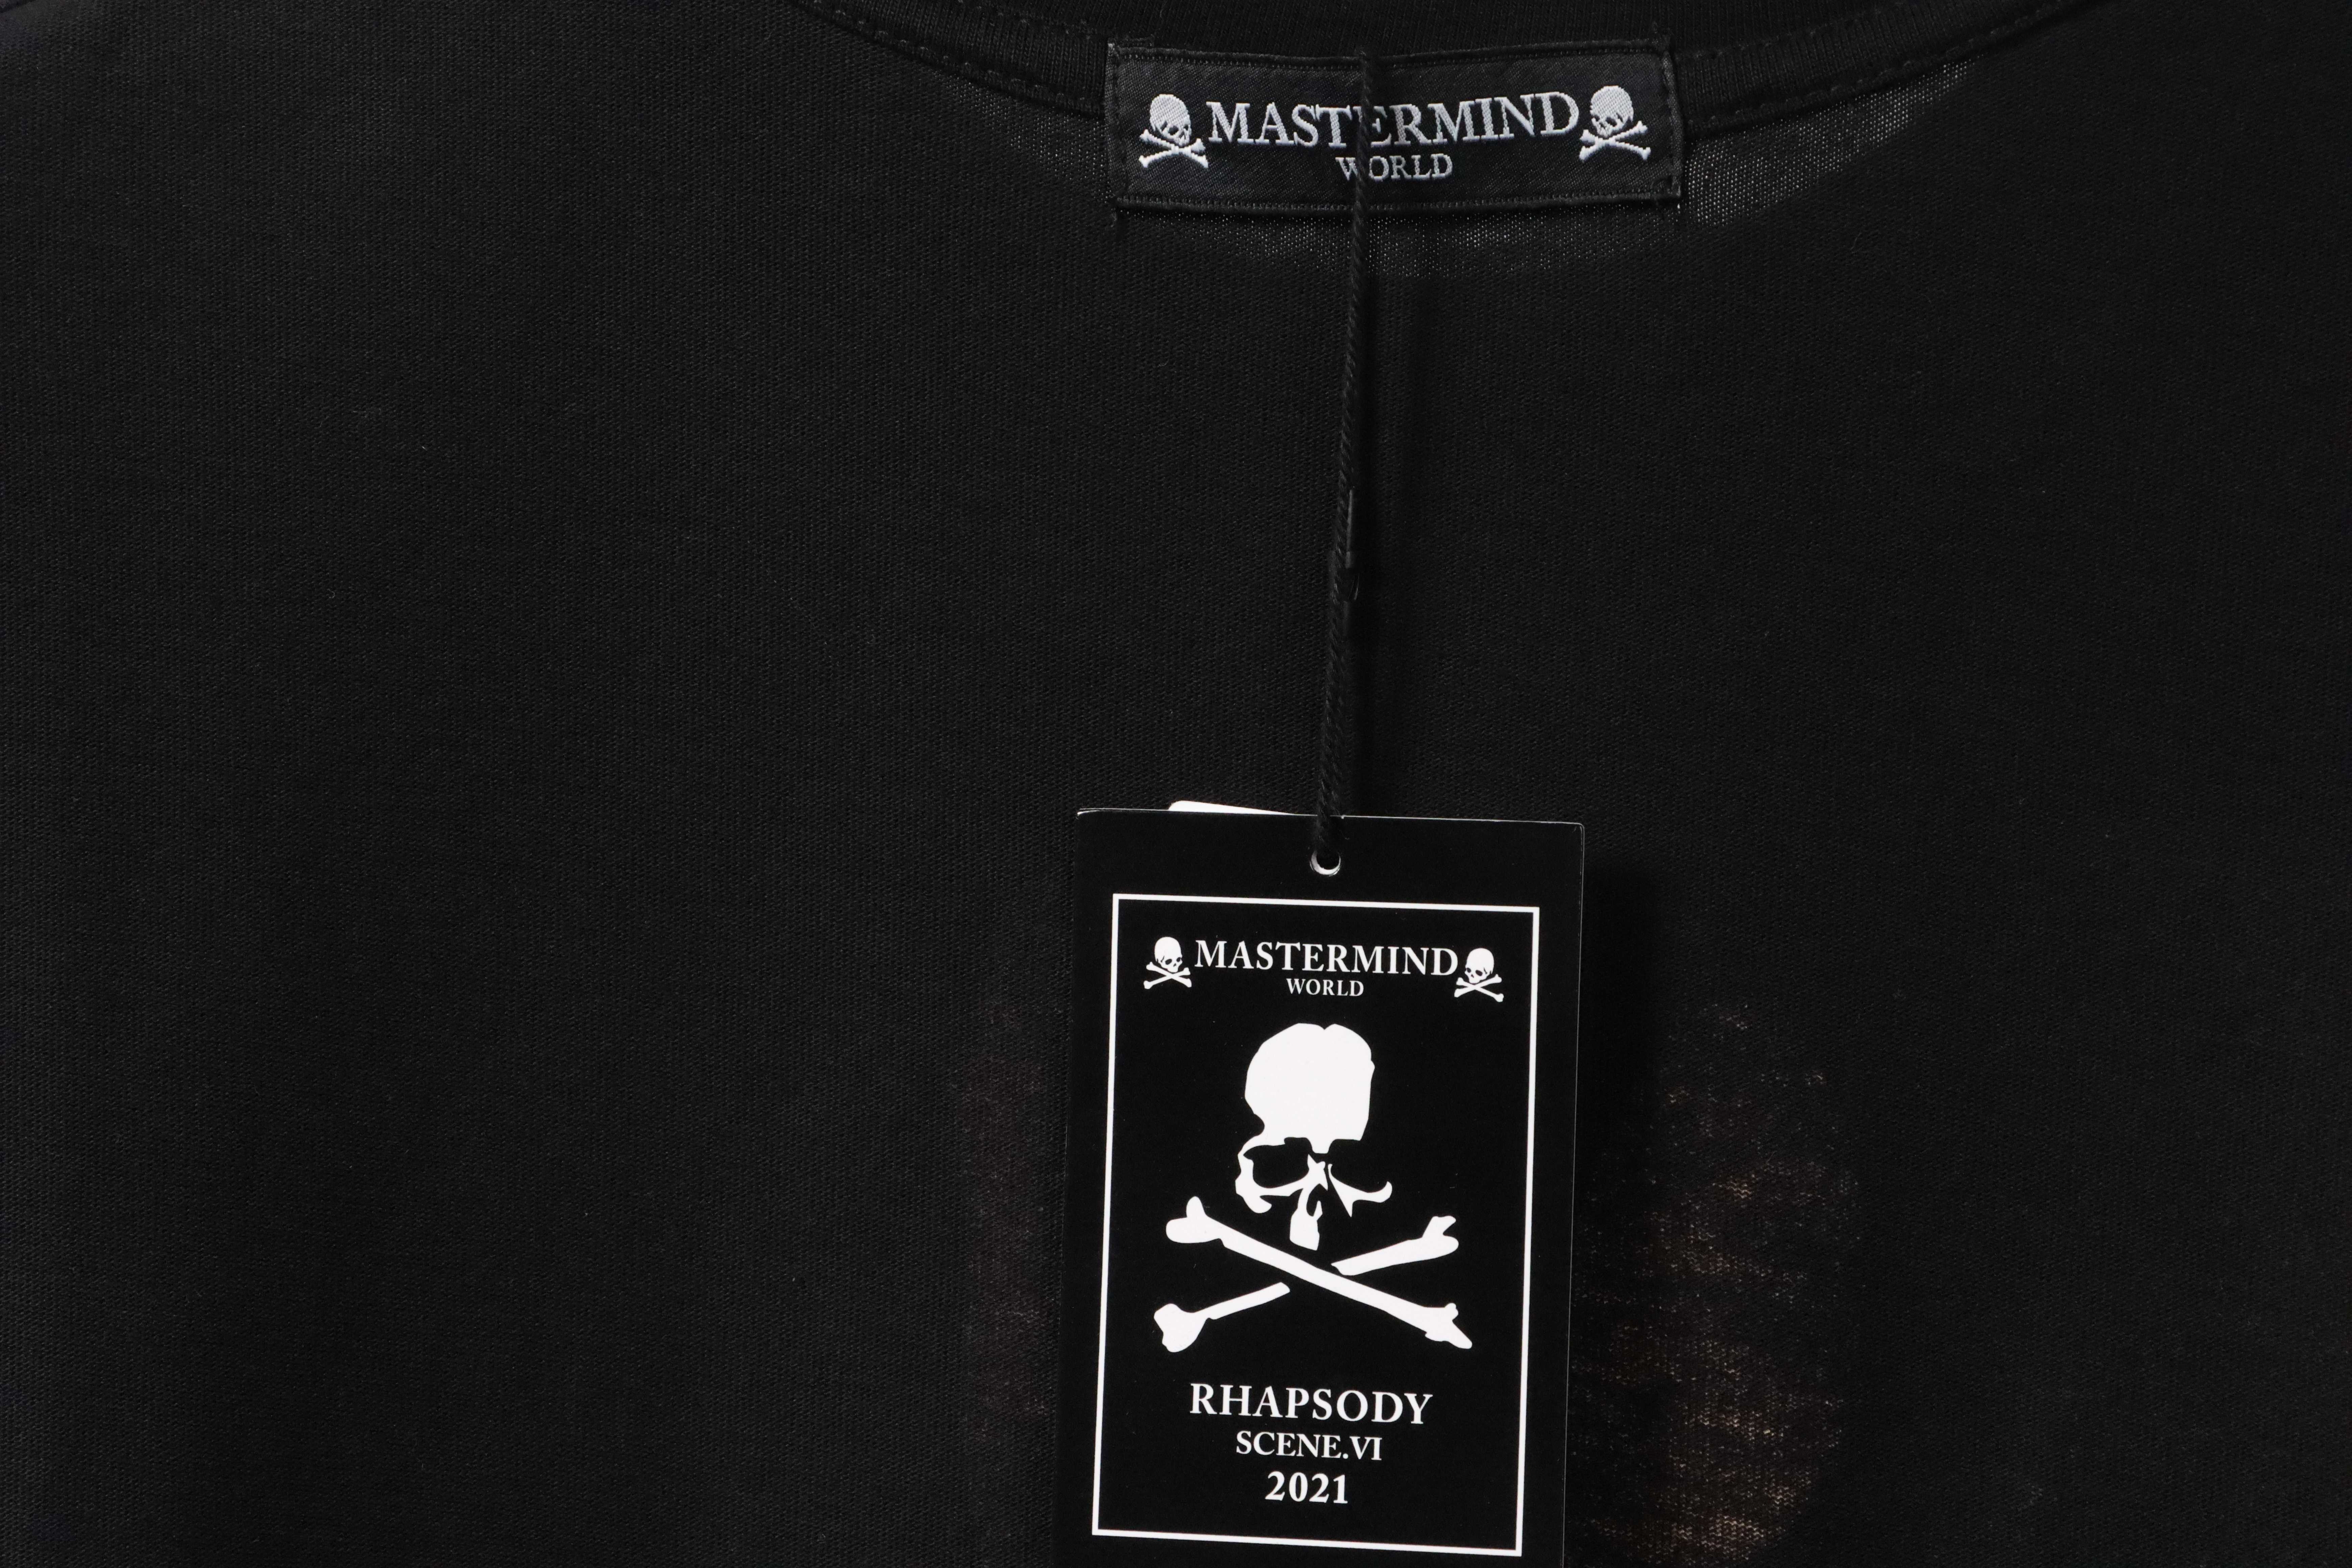 MASTERMIND
WORLD
MASTERMIND
WORLD
RHAPSODY
SCENE.VI
2021